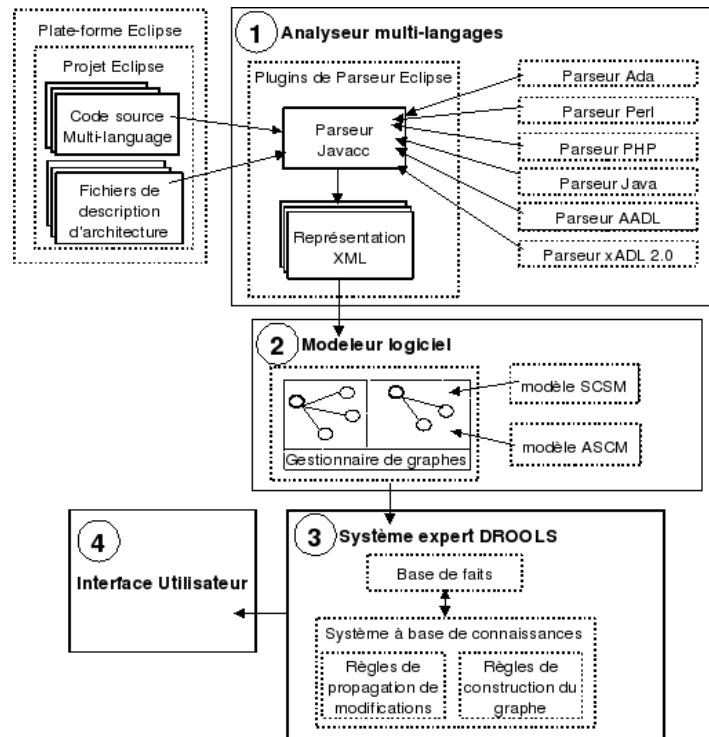 Plate-forme Eclipse
Projet Eclipse
Code source
Multi-language
Fichiers de
description
d'architecture
1 Analyseur multi-langages
Plugins de Parseur Eclipse
Parseur
Javacc
Représentation
XML
Parseur Ada
Parseur Perl
Parseur PHP
Parseur Java
Parseur AADL
Parseur xADL 2.0
2 Modeleur logiciel
Gestionnaire de graphes
modèle SCSM
modèle ASCM
3 Système expert DROOLS
Base de faits
Système à base de connaissances
Règles de
propagation de
modifications
Règles de
construction du
graphe
4
Interface Utilisateur